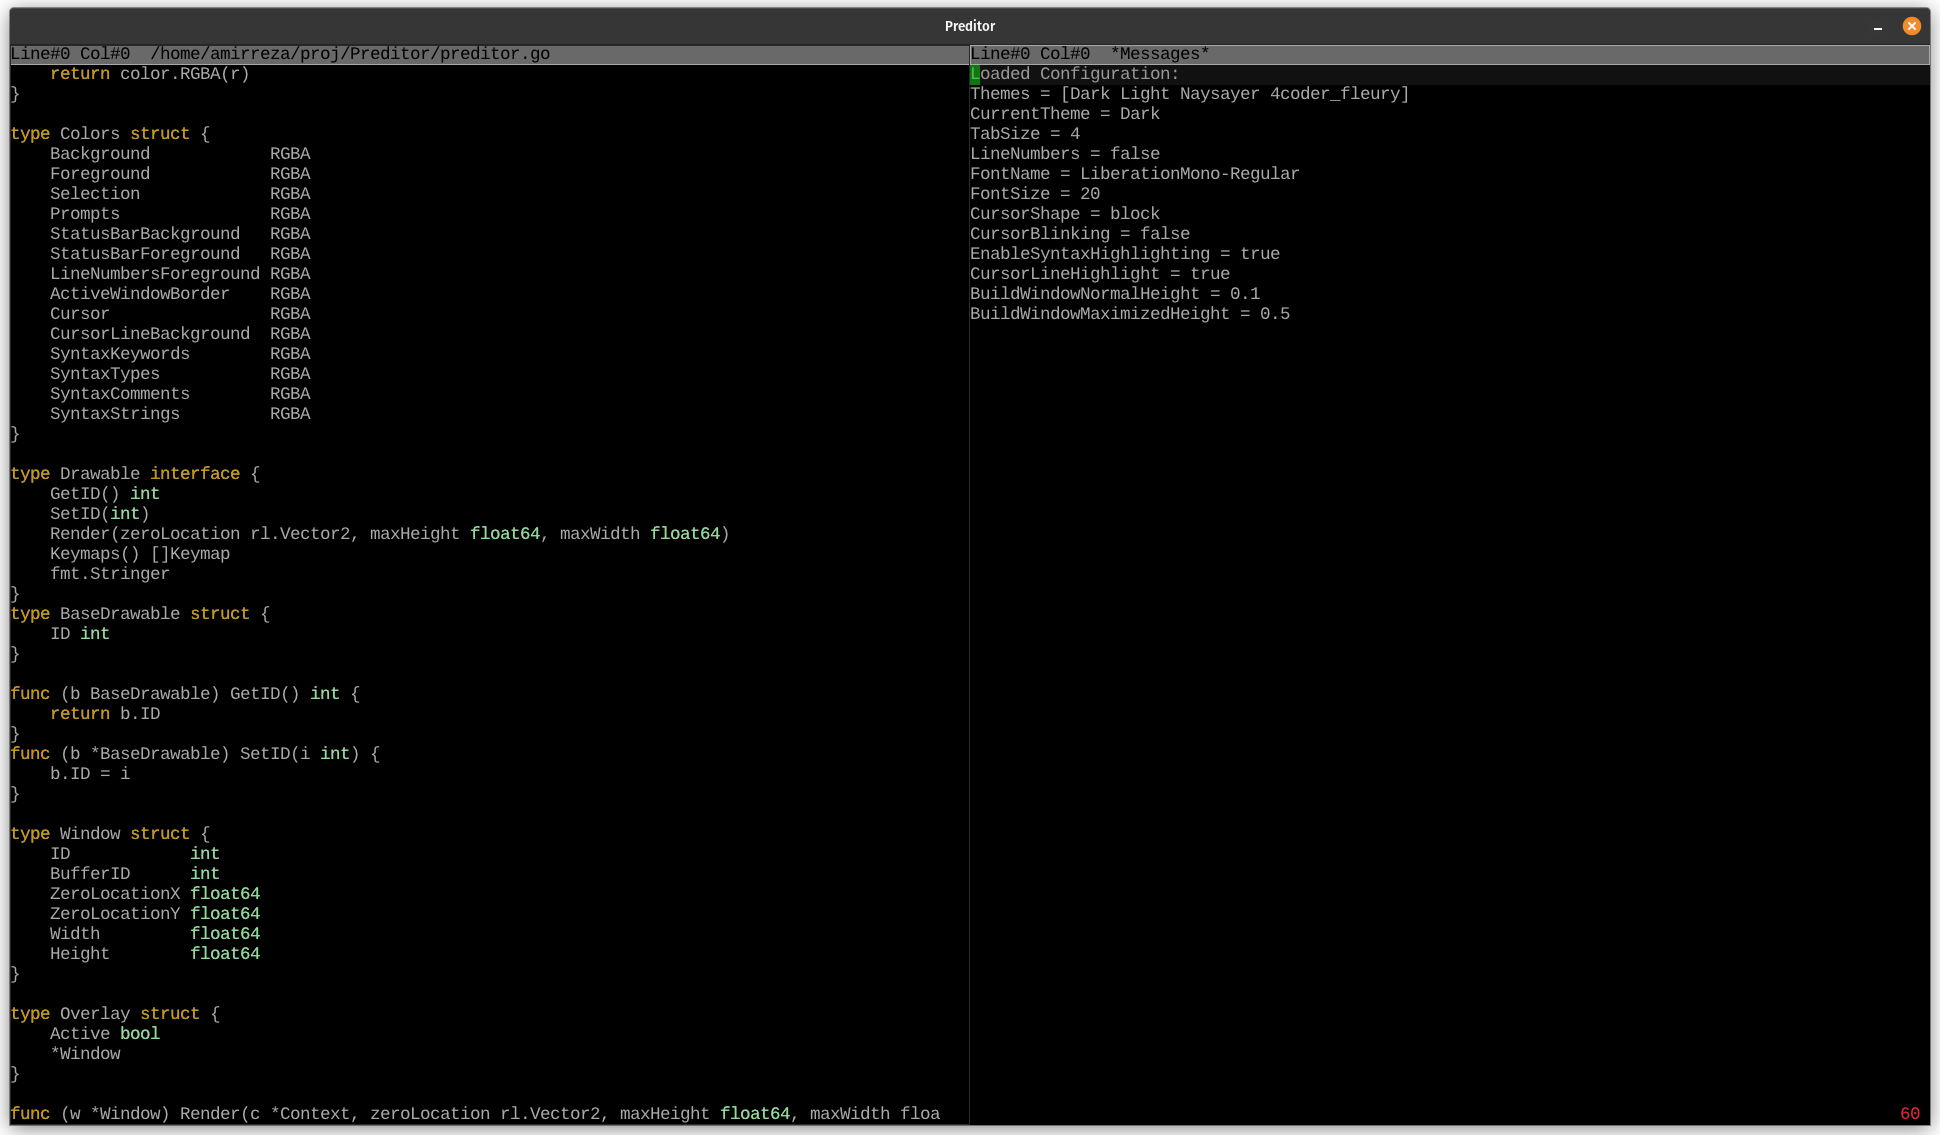 Preditor
Line#0 Col#0  /home/amirreza/proj/Preditor/preditor.go
    return color.RGBA(r)
}

type Colors struct {
    Background            RGBA
    Foreground            RGBA
    Selection             RGBA
    Prompts               RGBA
    StatusBarBackground   RGBA
    StatusBarForeground   RGBA
    LineNumbersForeground RGBA
    ActiveWindowBorder    RGBA
    Cursor                RGBA
    CursorLineBackground  RGBA
    SyntaxKeywords        RGBA
    SyntaxTypes           RGBA
    SyntaxComments        RGBA
    SyntaxStrings         RGBA
}

type Drawable interface {
    GetID() int
    SetID(int)
    Render(zeroLocation rl.Vector2, maxHeight float64, maxWidth float64)
    Keymaps() []Keymap
    fmt.Stringer
}
type BaseDrawable struct {
    ID int
}

func (b BaseDrawable) GetID() int {
    return b.ID
}
func (b *BaseDrawable) SetID(i int) {
    b.ID = i
}

type Window struct {
    ID            int
    BufferID      int
    ZeroLocationX float64
    ZeroLocationY float64
    Width         float64
    Height        float64
}

type Overlay struct {
    Active bool
    *Window
}

func (w *Window) Render(c *Context, zeroLocation rl.Vector2, maxHeight float64, maxWidth floa
Line#0 Col#0  *Messages*
Loaded Configuration:
Themes = [Dark Light Naysayer 4coder_fleury]
CurrentTheme = Dark
TabSize = 4
LineNumbers = false
FontName = LiberationMono-Regular
FontSize = 20
CursorShape = block
CursorBlinking = false
EnableSyntaxHighlighting = true
CursorLineHighlight = true
BuildWindowNormalHeight = 0.1
BuildWindowMaximizedHeight = 0.5
60